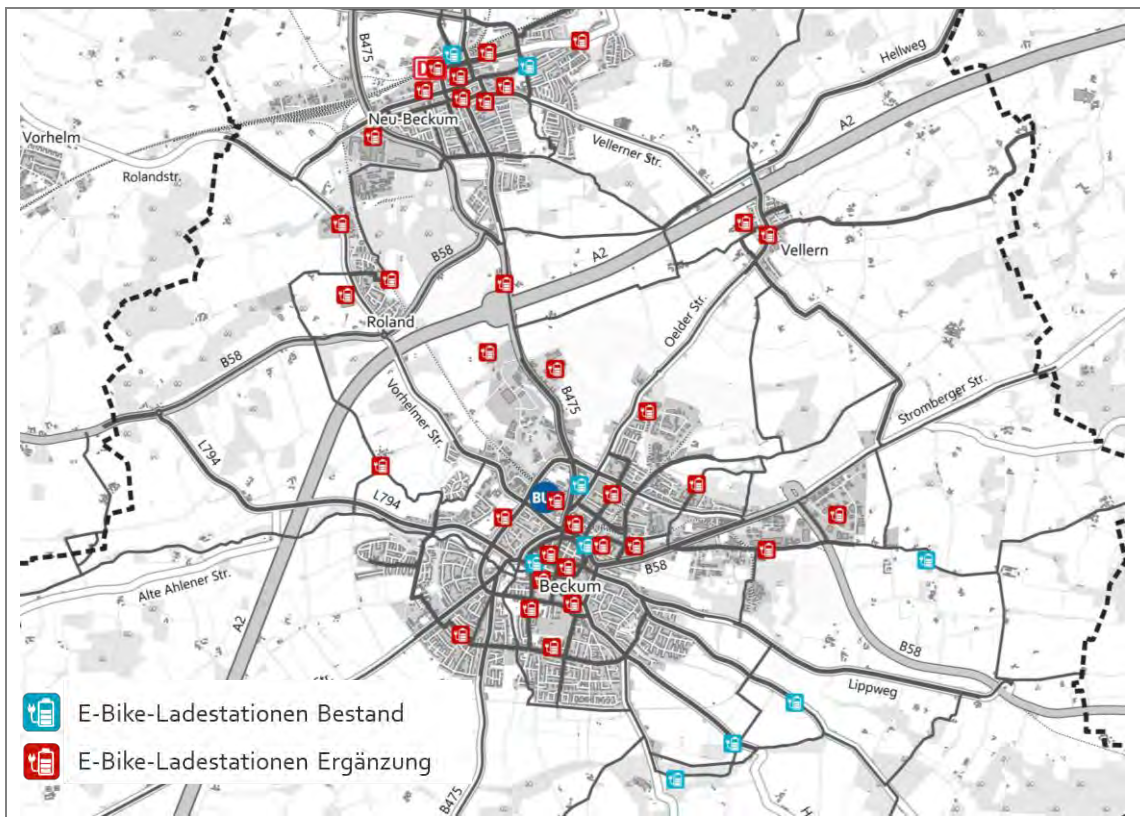 B475
Hellweg
A2
Vorhelm
Neu-Beckum
Vellerner Str.
Rolandstr.
B58
A2
Vellern
Roland
Oelder Str.
B58
Vorhelmer Str.
B475
Stromberger Str.
L794
L794
BU
B58
Alte Ahlener Str.
Beckum
A2
B58
Lippweg
Str.
B475
E-Bike-Ladestationen Bestand
E-Bike-Ladestationen Ergänzung